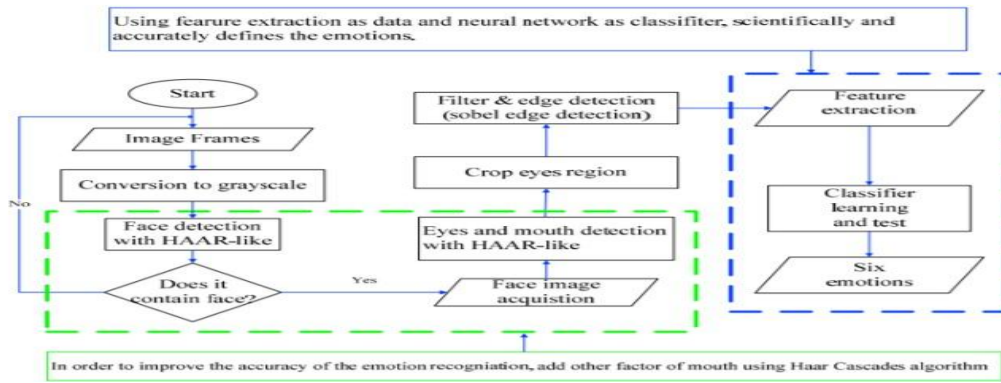 Using feature extraction as data and neural network as classifiter, scientifically and
accurately defines the emotions.
Start
Image Frames
Conversion to grayscale
Face detection
with HAAR-like
Does it
contain face?
No
Yes
Face image
acquistion
Eyes and mouth detection
with HAAR-like
Crop eyes region
Filter & edge detection
(sobel edge detection)
Feature
extraction
Classifier
learning
and test
Six
emotions
In order to improve the accuracy of the emotion recogniation, add other factor of mouth using Haar Cascades algorithm